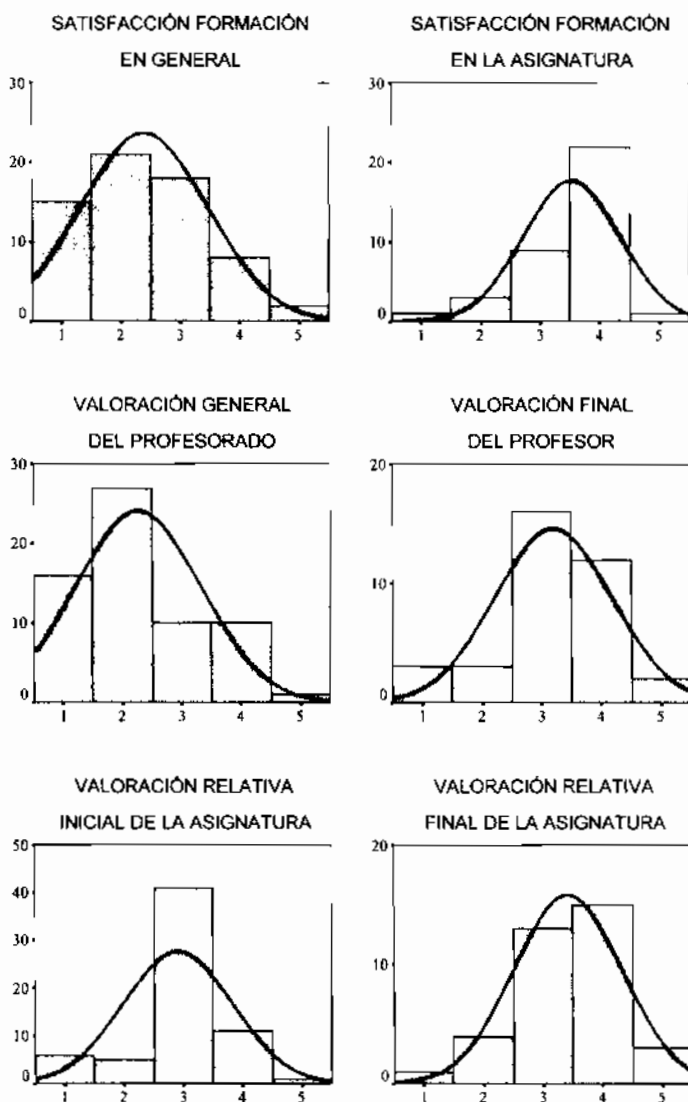 SATISFACCIÓN FORMACIÓN
EN GENERAL
30
20
10
0
1 2 3 4 5
SATISFACCIÓN FORMACIÓN
EN LA ASIGNATURA
30
20
10
0
1 2 3 4 5
VALORACIÓN GENERAL
DEL PROFESORADO
30
20
10
0
1 2 3 4 5
VALORACIÓN FINAL
DEL PROFESOR
20
10
0
1 2 3 4 5
VALORACIÓN RELATIVA
INICIAL DE LA ASIGNATURA
50
40
30
20
10
0
1 2 3 4 5
VALORACIÓN RELATIVA
FINAL DE LA ASIGNATURA
20
10
0
1 2 3 4 5